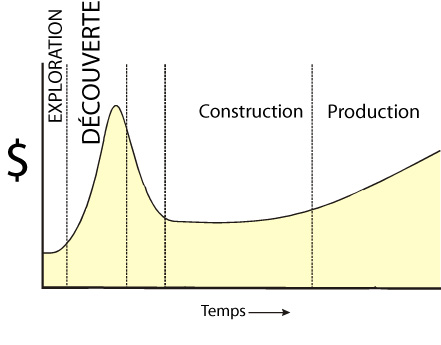 EXPLORATION
DÉCOUVERTE
Construction
Production
$
Temps